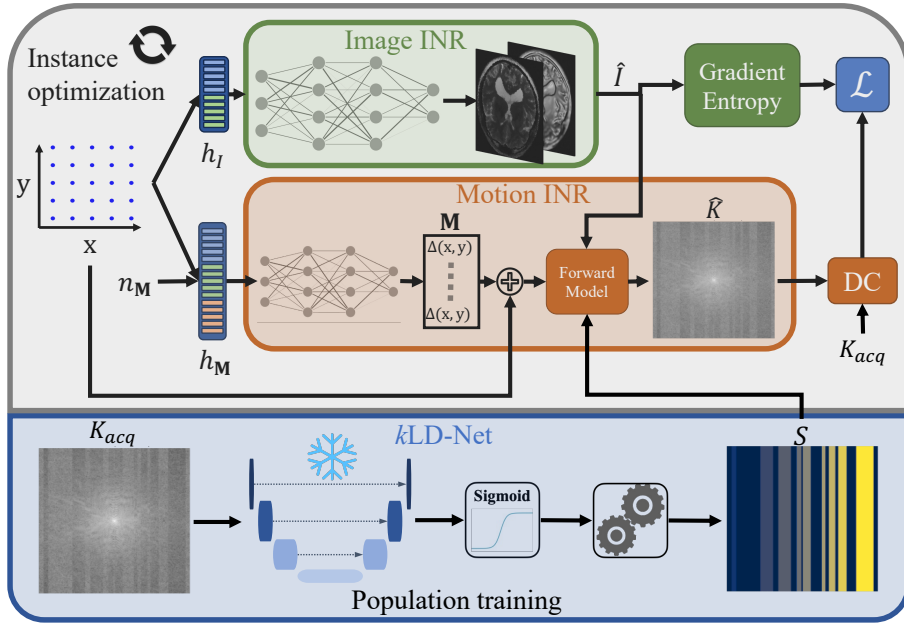 Instance
optimization
Image INR
h_I
Î
Gradient
Entropy
ℒ
y
x
Motion INR
n_M
h_M
M
Δ(x, y)
Δ(x, y)
Forward
Model
K̂
DC
K_acq
K_acq
kLD-Net
Sigmoid
S
Population training